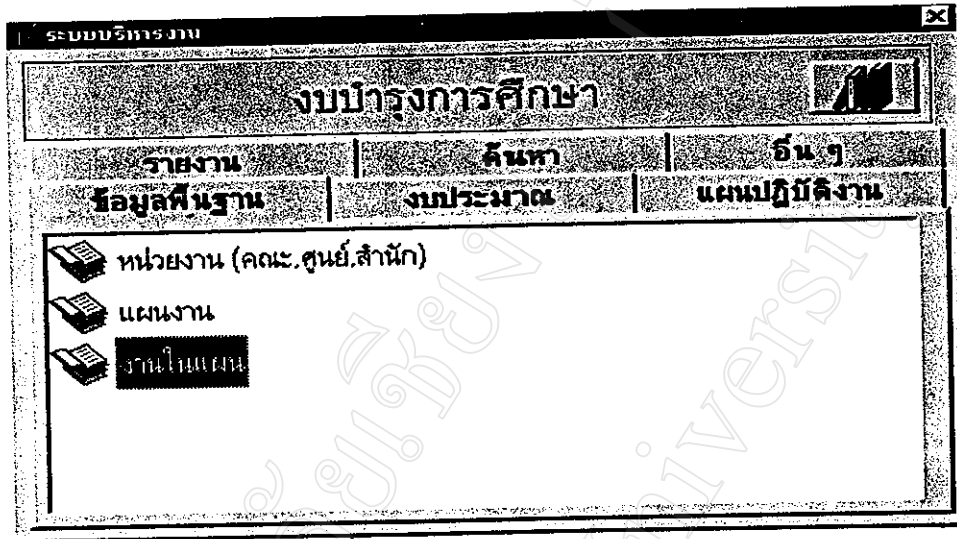 ระบบบริหารงาน
งบบำรุงการศึกษา
รายงาน ค้นหา อื่น ๆ
ข้อมูลพื้นฐาน งบประมาณ แผนปฏิบัติงาน
หน่วยงาน (คณะ,ศูนย์,สำนัก)
แผนงาน
งานในแผน